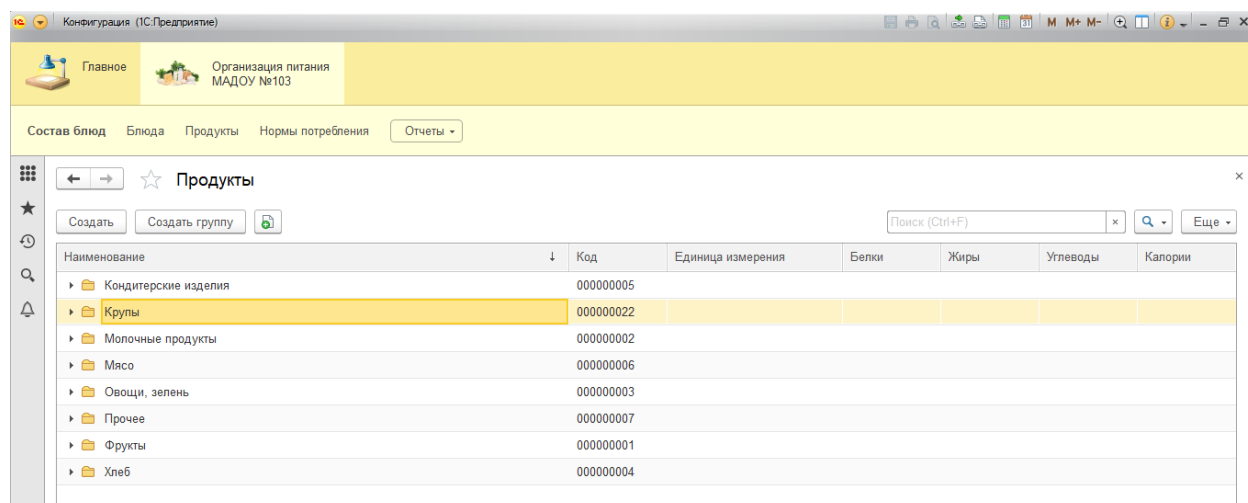 Конфигурация (1С:Предприятие)
M M+ M-
Главное
Организация питания
МАДОУ №103
Состав блюд Блюда Продукты Нормы потребления Отчеты
Продукты
Создать Создать группу Поиск (Ctrl+F) Еще
Наименование Код Единица измерения Белки Жиры Углеводы Калории
Кондитерские изделия 000000005
Крупы 000000022
Молочные продукты 000000002
Мясо 000000006
Овощи, зелень 000000003
Прочее 000000007
Фрукты 000000001
Хлеб 000000004